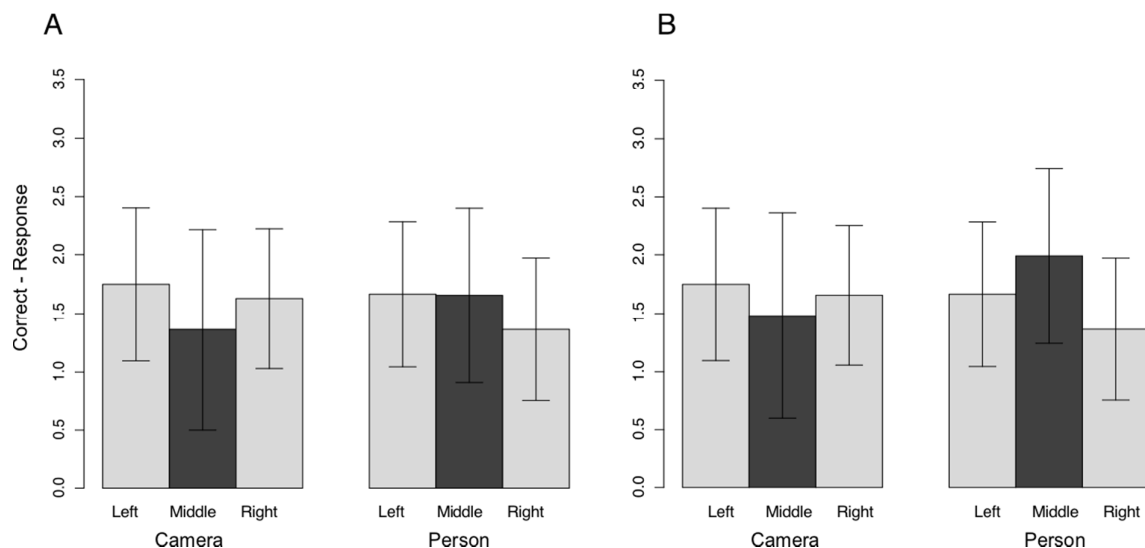 A
B
Correct - Response
3.5
3.0
2.5
2.0
1.5
1.0
0.5
0.0
Left Middle Right
Camera
Left Middle Right
Person
3.5
3.0
2.5
2.0
1.5
1.0
0.5
0.0
Left Middle Right
Camera
Left Middle Right
Person